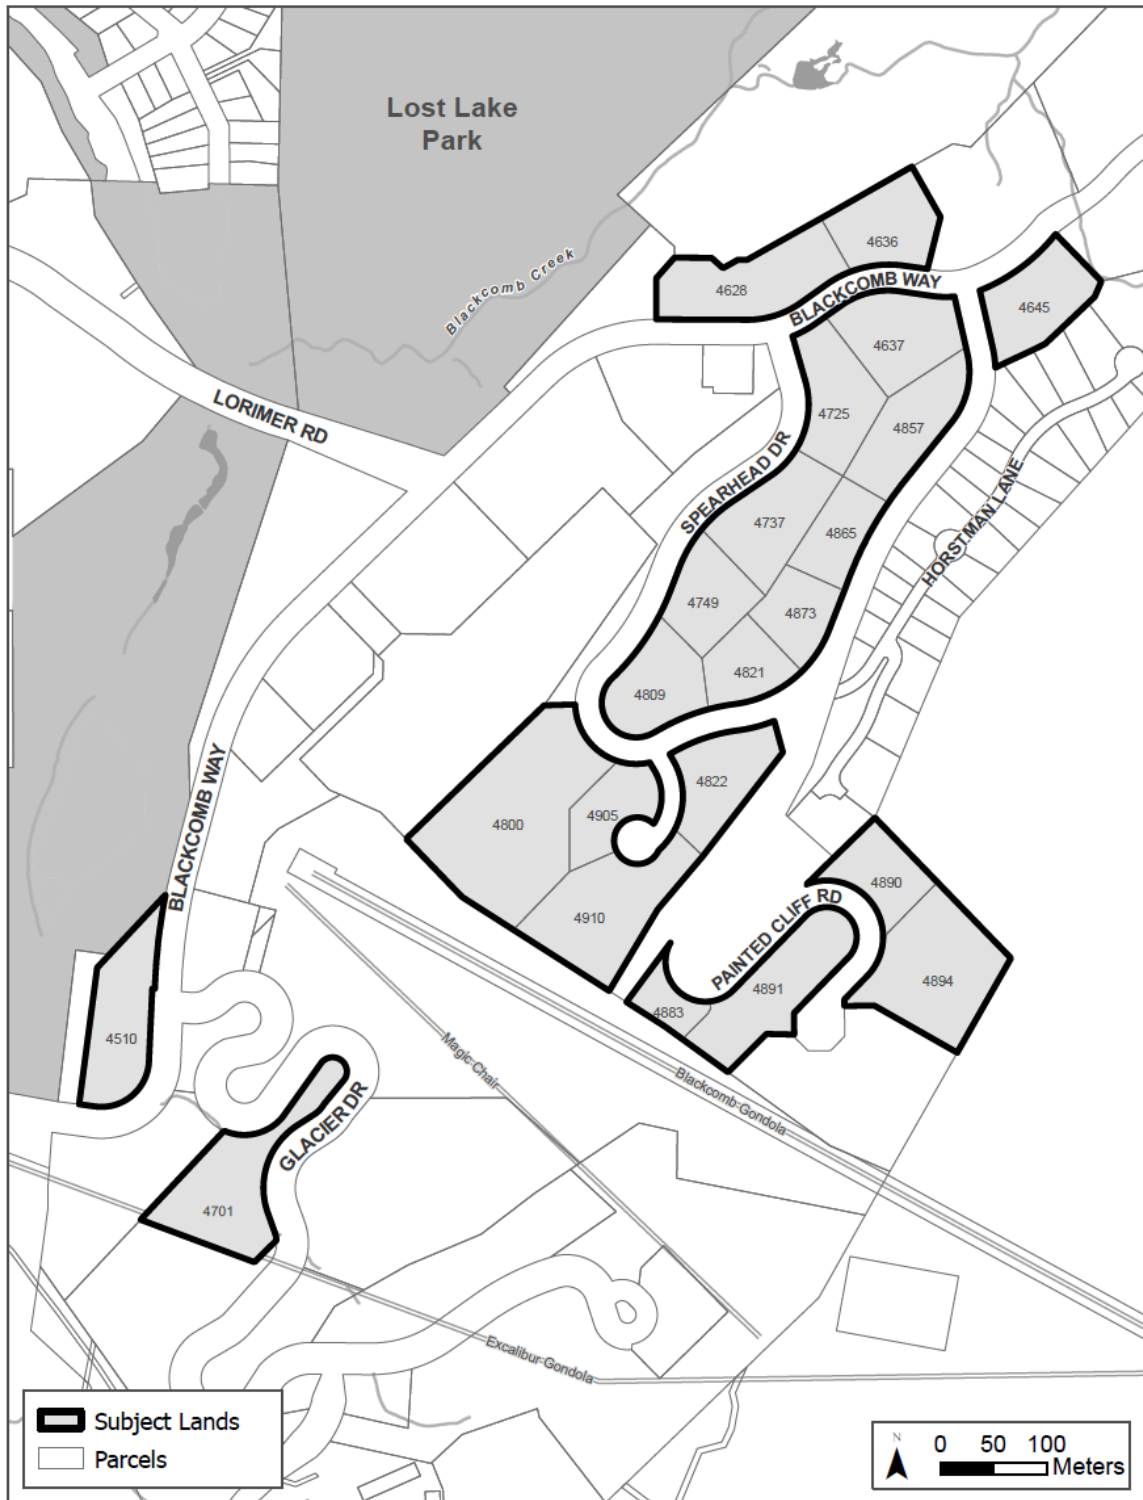 Lost Lake
Park
4636
Blackcomb Creek
4628
BLACKCOMB WAY
4645
4637
LORIMER RD
4725
4857
SPEARHEAD DR
4737
4865
HORSTMAN LANE
4749
4873
4821
4809
BLACKCOMB WAY
4822
4800
4905
4890
PAINTED CLIFF RD
4910
4894
4891
4883
4510
Magic Chair
Blackcomb Gondola
GLACIER DR
4701
Excalibur Gondola
Subject Lands
Parcels
N
0 50 100
Meters